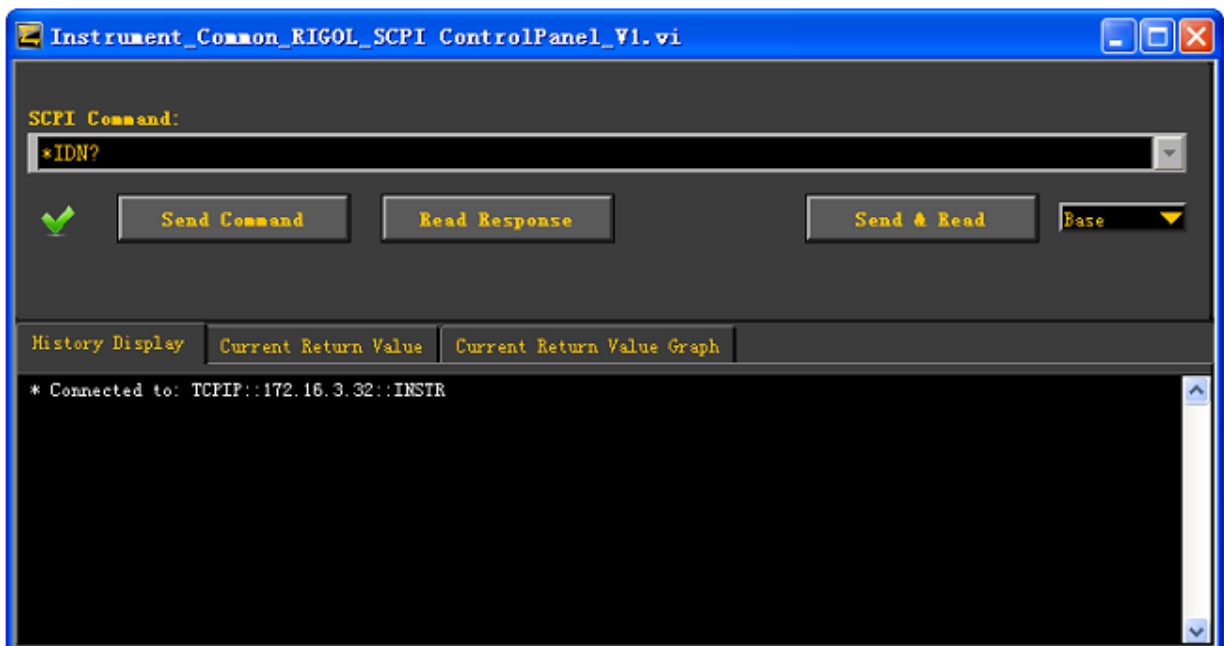 Instrument_Common_RIGOL_SCPI ControlPanel_V1.vi
SCPI Command:
*IDN?
Send Command Read Response Send & Read Base
History Display Current Return Value Current Return Value Graph
* Connected to: TCPIP::172.16.3.32::INSTR